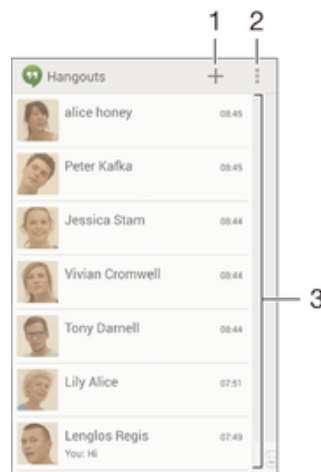 1 2
Hangouts
alice honey 08:45
Peter Kafka 08:45
Jessica Stam 08:44
Vivian Cromwell 08:44
3
Tony Darnell 08:44
Lily Alice 07:51
Lenglos Regis 07:49
You: Hi